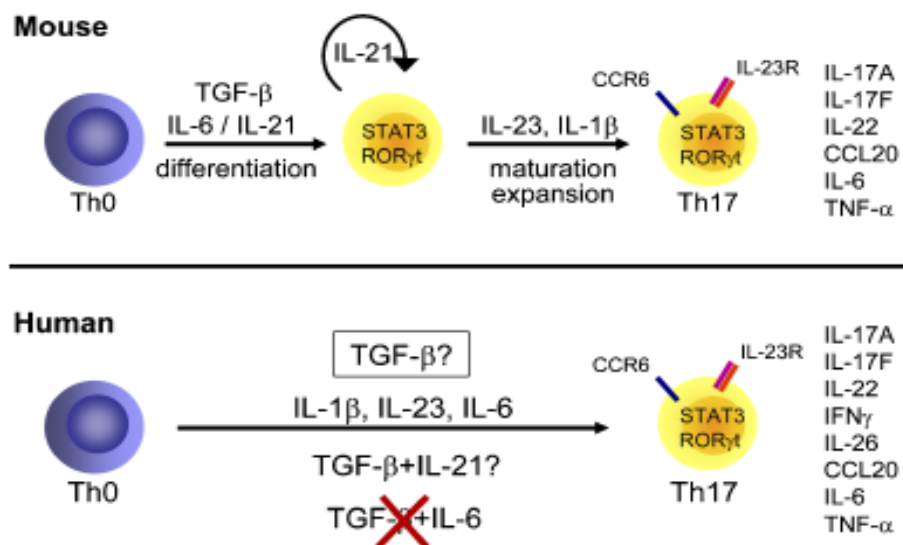 Mouse
IL-21
TGF-β
IL-6 / IL-21
differentiation
Th0
STAT3
RORγt
IL-23, IL-1β
maturation
expansion
CCR6
IL-23R
STAT3
RORγt
Th17
IL-17A
IL-17F
IL-22
CCL20
IL-6
TNF-α
Human
TGF-β?
IL-1β, IL-23, IL-6
TGF-β+IL-21?
TGF-β+IL-6
Th0
CCR6
IL-23R
STAT3
RORγt
Th17
IL-17A
IL-17F
IL-22
IFNγ
IL-26
CCL20
IL-6
TNF-α